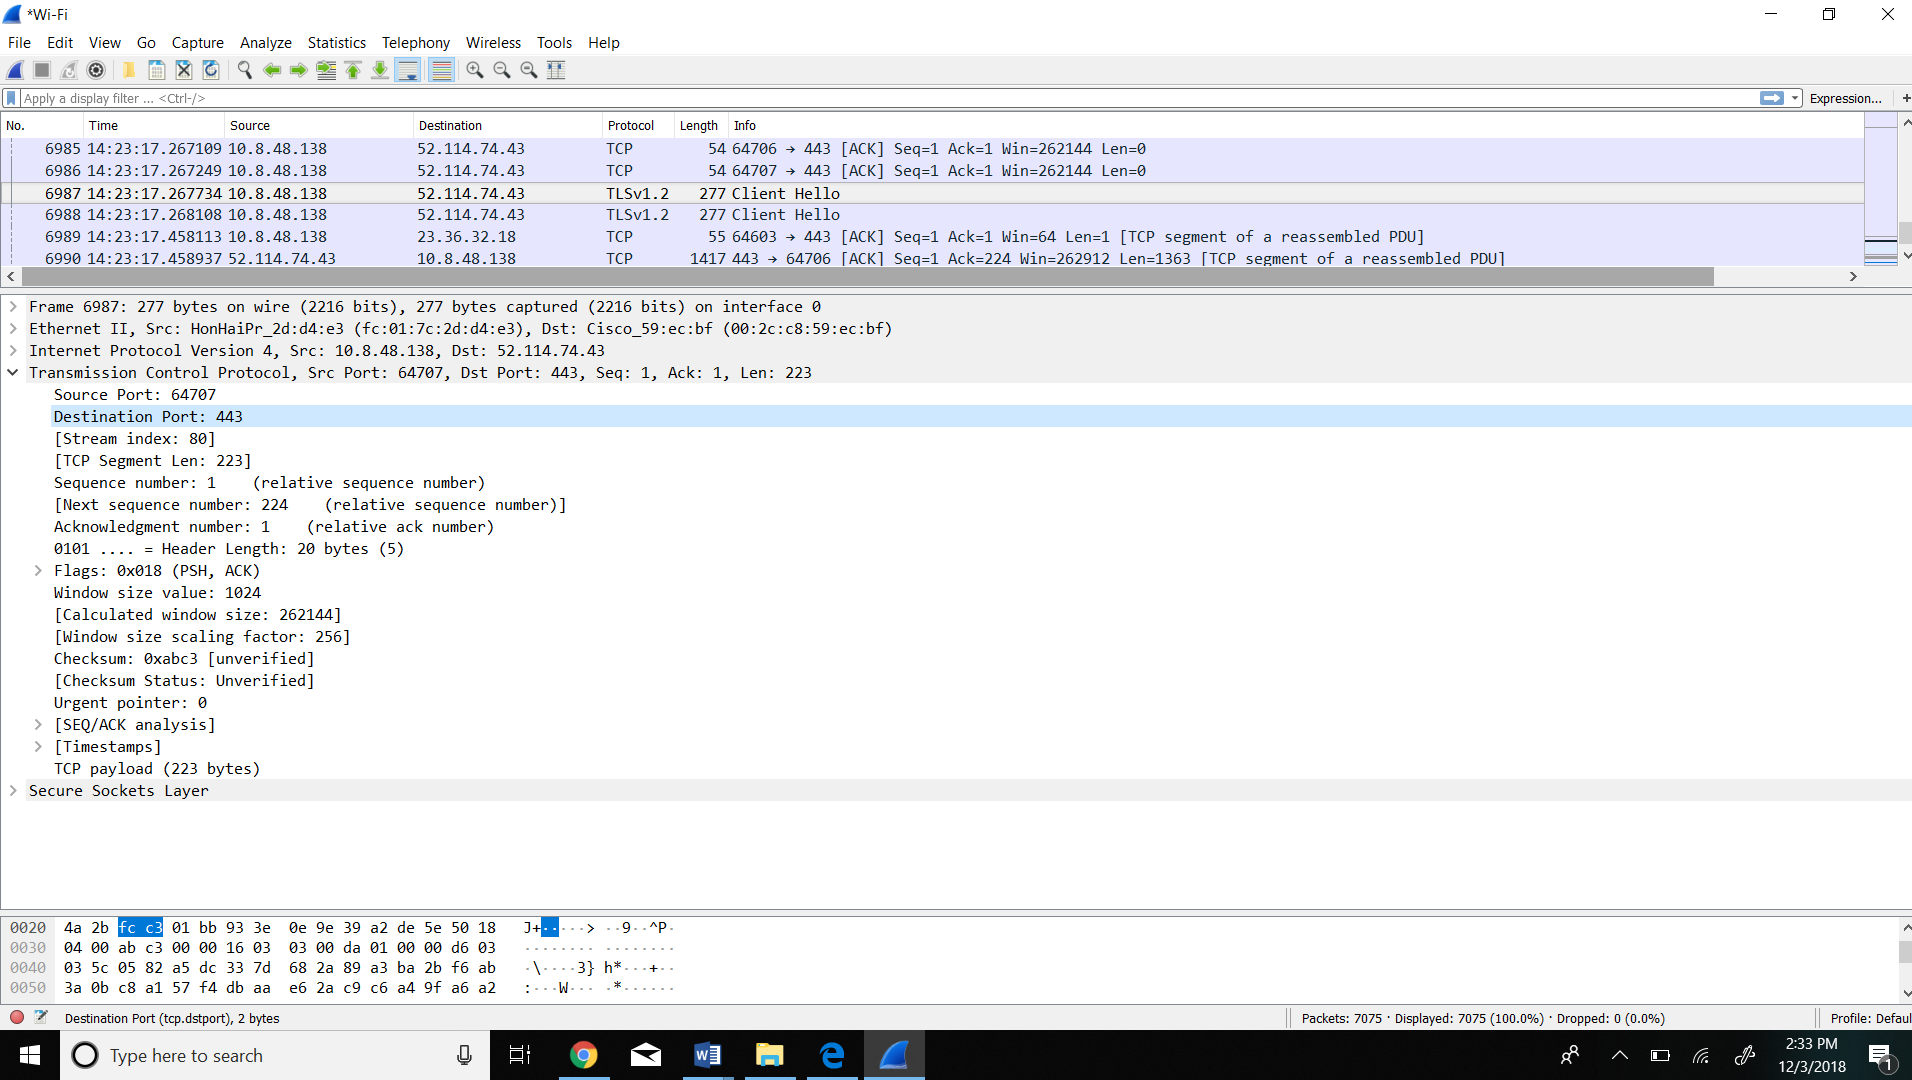 *Wi-Fi
File Edit View Go Capture Analyze Statistics Telephony Wireless Tools Help
Apply a display filter ... <Ctrl-/> Expression... +
No. Time Source Destination Protocol Length Info
6985 14:23:17.267109 10.8.48.138 52.114.74.43 TCP 54 64706 → 443 [ACK] Seq=1 Ack=1 Win=262144 Len=0
6986 14:23:17.267249 10.8.48.138 52.114.74.43 TCP 54 64707 → 443 [ACK] Seq=1 Ack=1 Win=262144 Len=0
6987 14:23:17.267734 10.8.48.138 52.114.74.43 TLSv1.2 277 Client Hello
6988 14:23:17.268108 10.8.48.138 52.114.74.43 TLSv1.2 277 Client Hello
6989 14:23:17.458113 10.8.48.138 23.36.32.18 TCP 55 64603 → 443 [ACK] Seq=1 Ack=1 Win=64 Len=1 [TCP segment of a reassembled PDU]
6990 14:23:17.458937 52.114.74.43 10.8.48.138 TCP 1417 443 → 64706 [ACK] Seq=1 Ack=224 Win=262912 Len=1363 [TCP segment of a reassembled PDU]
Frame 6987: 277 bytes on wire (2216 bits), 277 bytes captured (2216 bits) on interface 0
Ethernet II, Src: HonHaiPr_2d:d4:e3 (fc:01:7c:2d:d4:e3), Dst: Cisco_59:ec:bf (00:2c:c8:59:ec:bf)
Internet Protocol Version 4, Src: 10.8.48.138, Dst: 52.114.74.43
Transmission Control Protocol, Src Port: 64707, Dst Port: 443, Seq: 1, Ack: 1, Len: 223
Source Port: 64707
Destination Port: 443
[Stream index: 80]
[TCP Segment Len: 223]
Sequence number: 1    (relative sequence number)
[Next sequence number: 224    (relative sequence number)]
Acknowledgment number: 1    (relative ack number)
0101 .... = Header Length: 20 bytes (5)
Flags: 0x018 (PSH, ACK)
Window size value: 1024
[Calculated window size: 262144]
[Window size scaling factor: 256]
Checksum: 0xabc3 [unverified]
[Checksum Status: Unverified]
Urgent pointer: 0
[SEQ/ACK analysis]
[Timestamps]
TCP payload (223 bytes)
Secure Sockets Layer
0020 4a 2b fc c3 01 bb 93 3e 0e 9e 39 a2 de 5e 50 18 J+·····> ··9··^P·
0030 04 00 ab c3 00 00 16 03 03 00 da 01 00 00 d6 03 ········ ········
0040 03 5c 05 82 a5 dc 33 7d 68 2a 89 a3 ba 2b f6 ab ·\····3} h*···+··
0050 3a 0b c8 a1 57 f4 db aa e6 2a c9 c6 a4 9f a6 a2 :···W··· ·*······
Destination Port (tcp.dstport), 2 bytes Packets: 7075 · Displayed: 7075 (100.0%) · Dropped: 0 (0.0%) Profile: Defaul
Type here to search
2:33 PM
12/3/2018
1